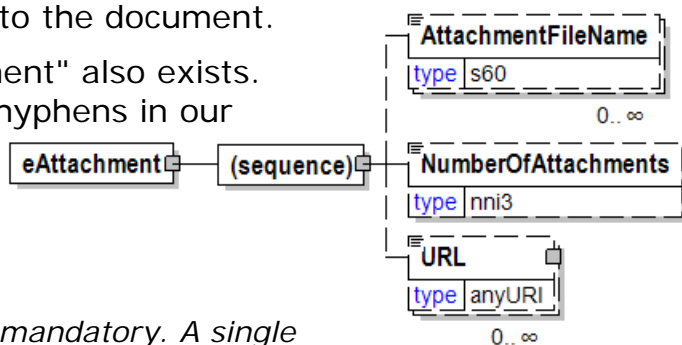 to the document.
ment" also exists.
hyphens in our
mandatory. A single
eAttachment
(sequence)
AttachmentFileName
type s60
0.. ∞
NumberOfAttachments
type nni3
URL
type anyURI
0.. ∞